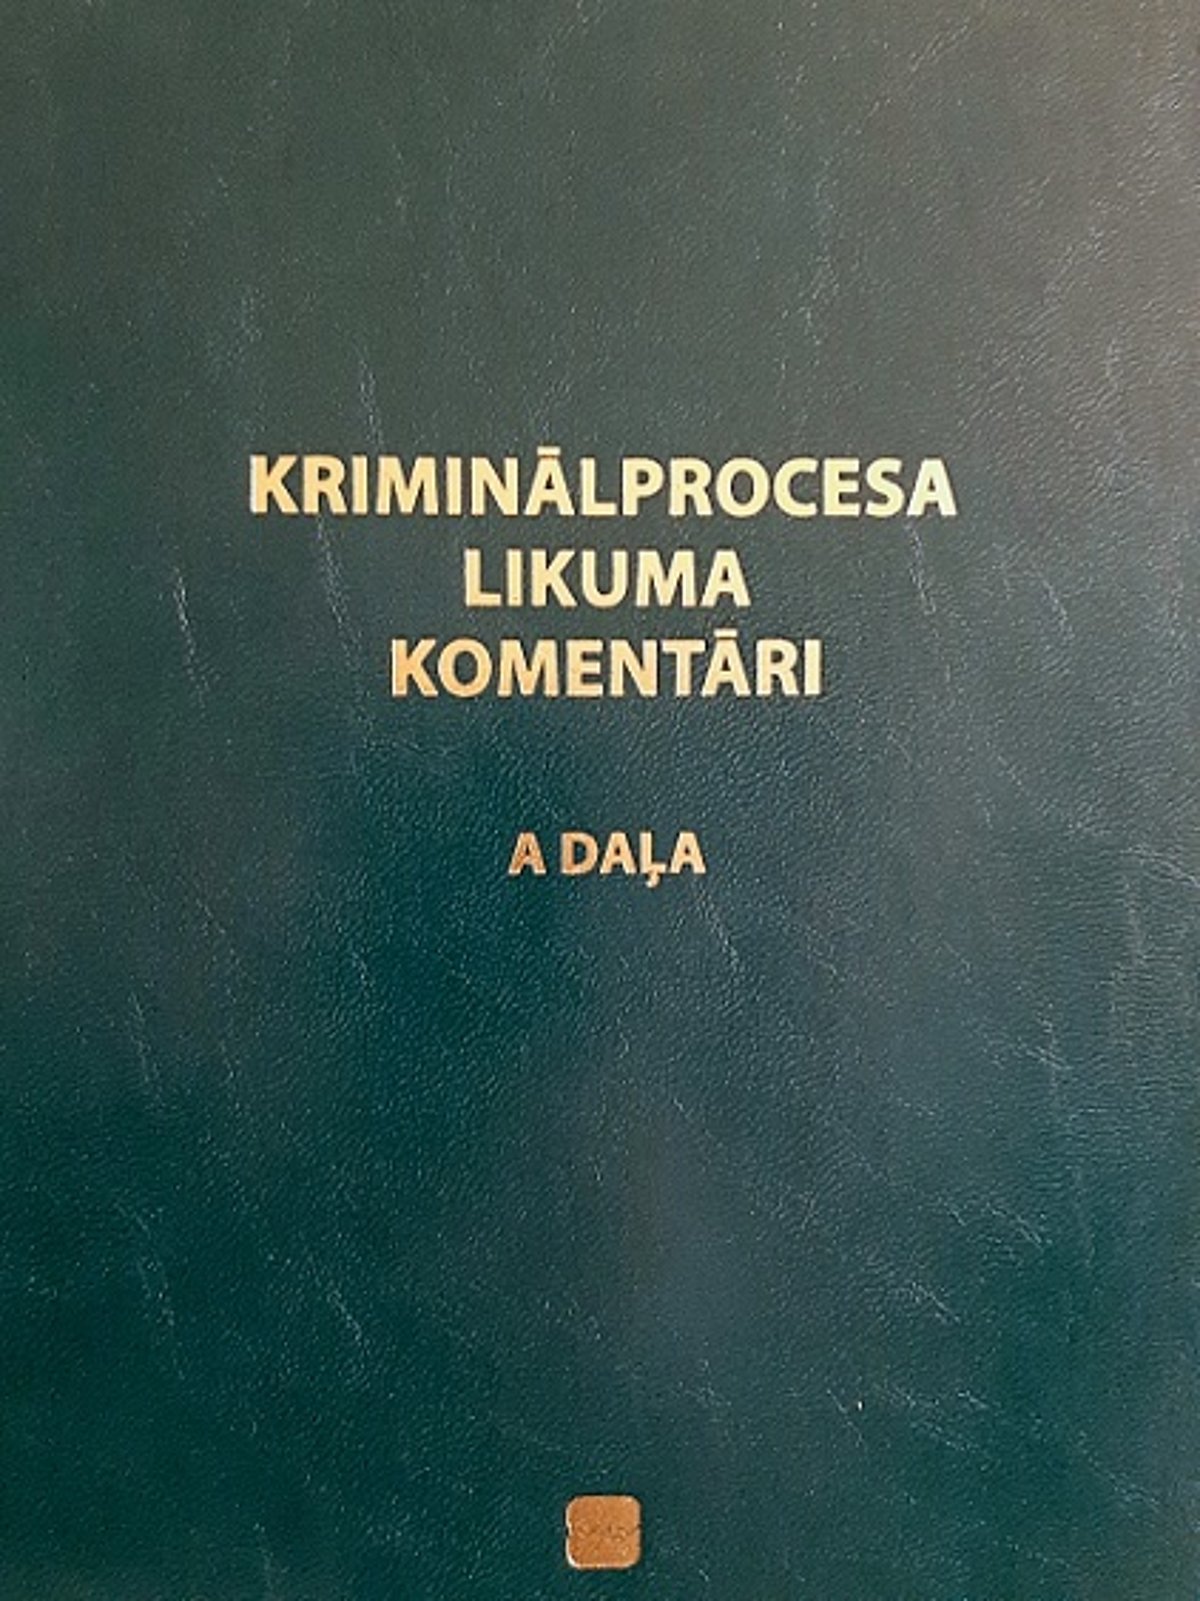 KRIMINĀLPROCESA
LIKUMA
KOMENTĀRI
A DAĻA